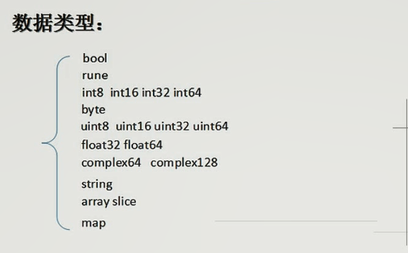 数据类型：
bool
rune
int8 int16 int32 int64
byte
uint8 uint16 uint32 uint64
float32 float64
complex64 complex128
string
array slice
map